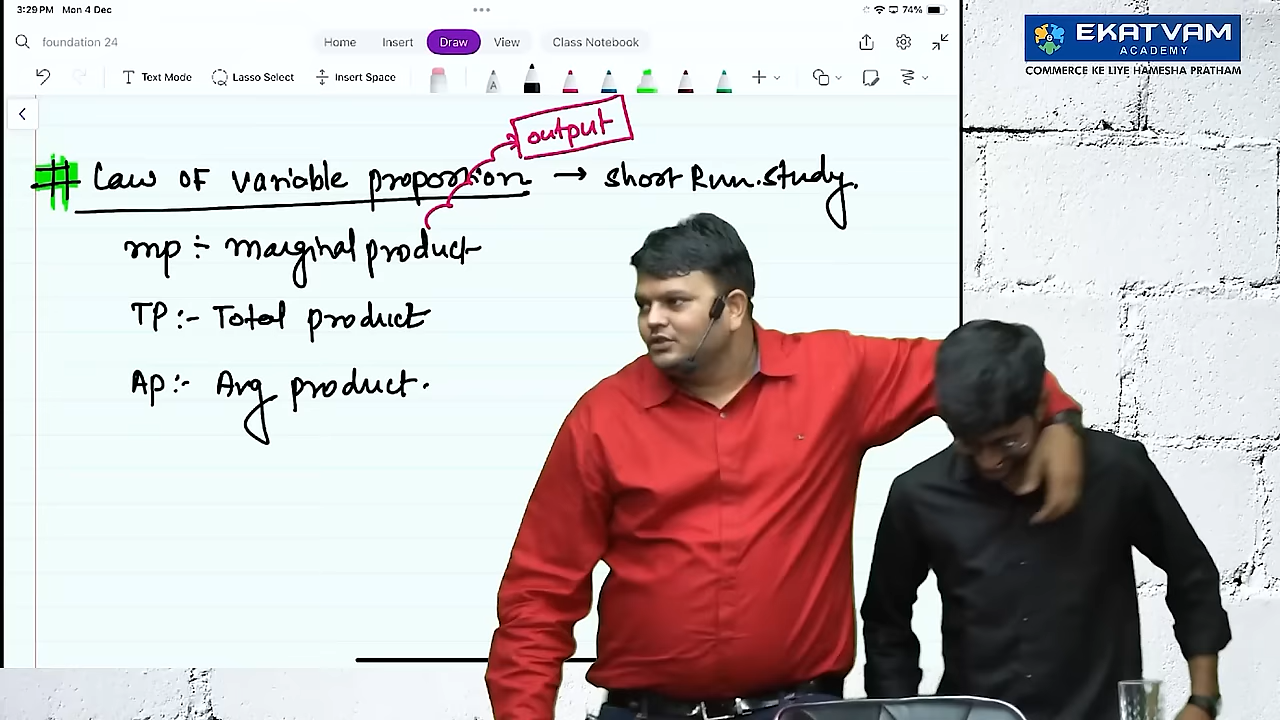 3:29 PM Mon 4 Dec
74%
EKATVAM
ACADEMY
COMMERCE KE LIYE HAMESHA PRATHAM
foundation 24
Home Insert Draw View Class Notebook
Text Mode Lasso Select Insert Space
output
# Law OF variable proportion → short Run.study.
mp :- marginal product
TP :- Total product
AP :- Avg product.